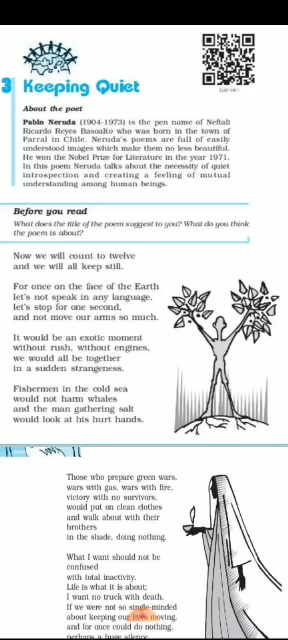 3 Keeping Quiet
About the poet
Pablo Neruda (1904-1973) is the pen name of Neftali
Ricardo Reyes Basoalto who was born in the town of
Parral in Chile. Neruda's poems are full of easily
understood images which make them no less beautiful.
He won the Nobel Prize for Literature in the year 1971.
In this poem Neruda talks about the necessity of quiet
introspection and creating a feeling of mutual
understanding among human beings.
Before you read
What does the title of the poem suggest to you? What do you think
the poem is about?
Now we will count to twelve
and we will all keep still.
For once on the face of the Earth
let's not speak in any language,
let's stop for one second,
and not move our arms so much.
It would be an exotic moment
without rush, without engines,
we would all be together
in a sudden strangeness.
Fishermen in the cold sea
would not harm whales
and the man gathering salt
would look at his hurt hands.
Those who prepare green wars,
wars with gas, wars with fire,
victory with no survivors,
would put on clean clothes
and walk about with their
brothers
in the shade, doing nothing.
What I want should not be
confused
with total inactivity.
Life is what it is about;
I want no truck with death.
If we were not so single-minded
about keeping our lives moving,
and for once could do nothing,
perhaps a huge silence